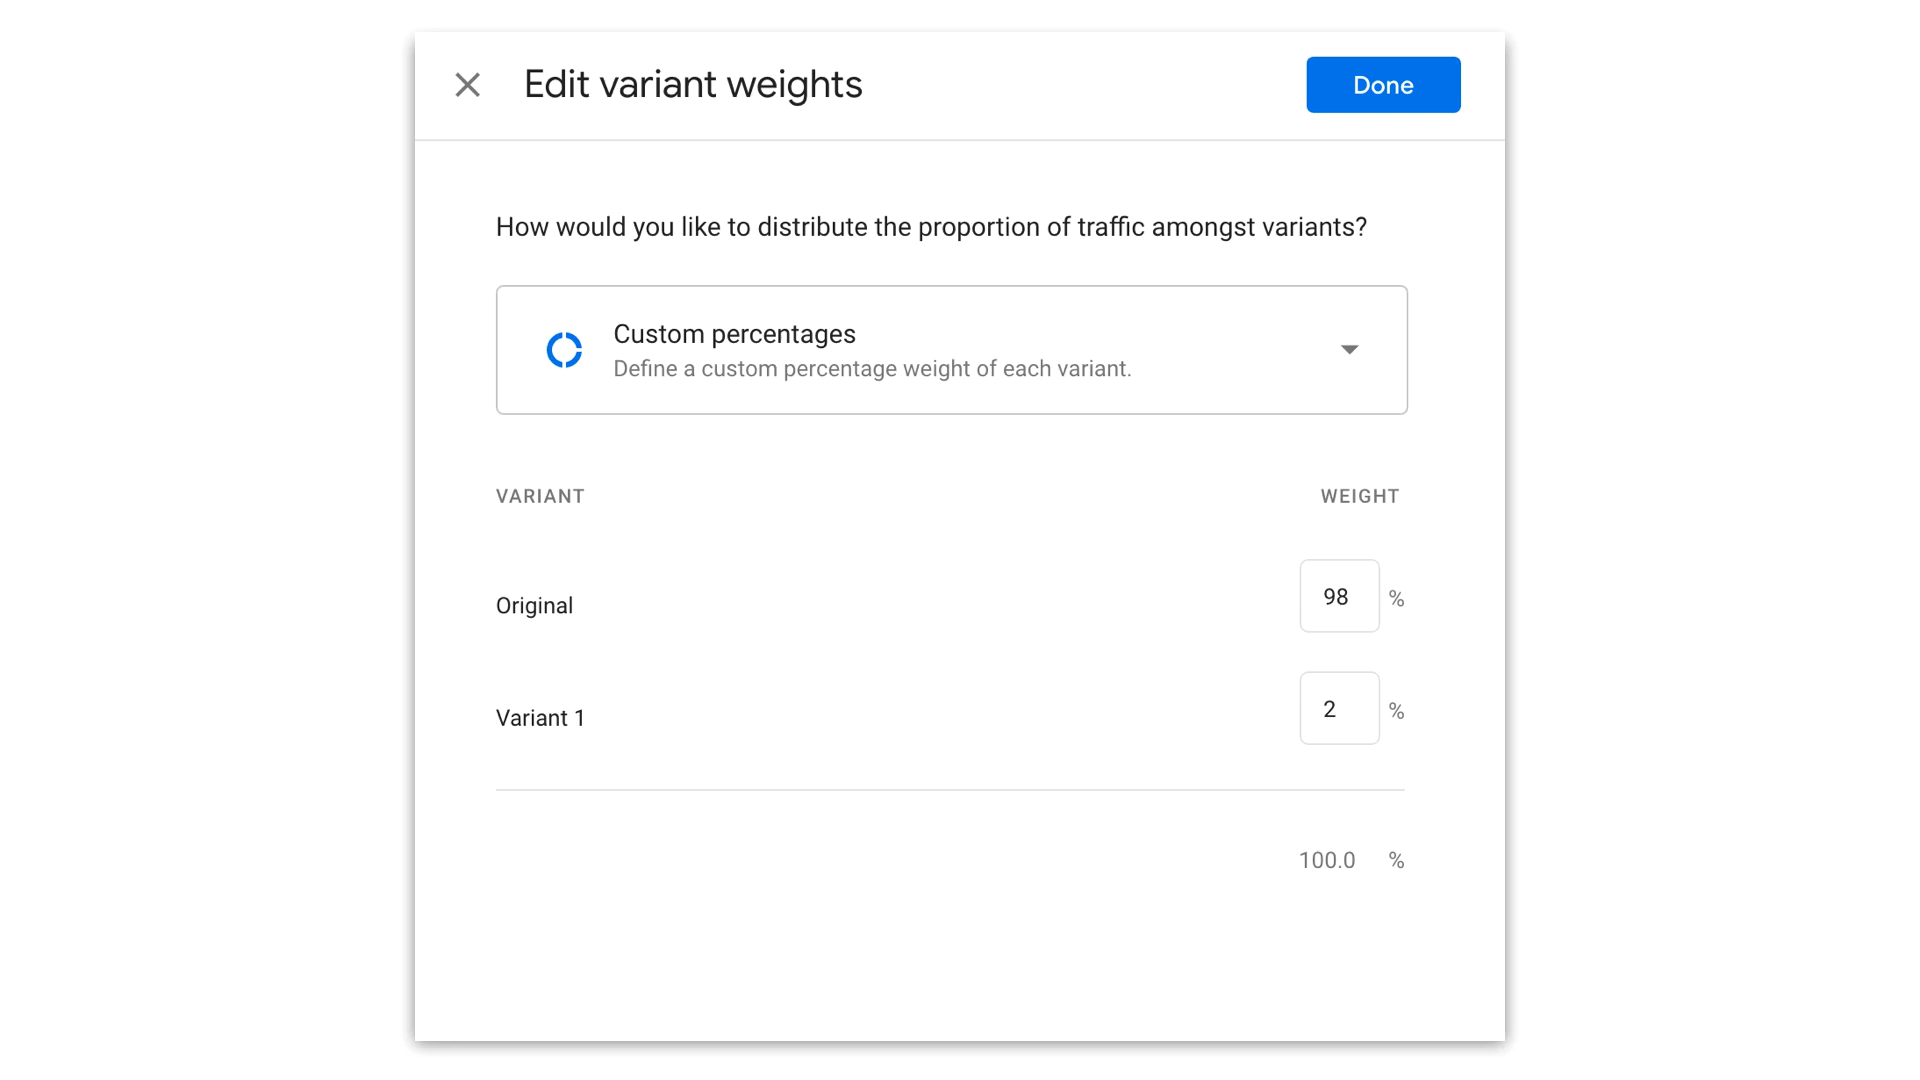 Edit variant weights
Done
How would you like to distribute the proportion of traffic amongst variants?
Custom percentages
Define a custom percentage weight of each variant.
VARIANT WEIGHT
Original 98 %
Variant 1 2 %
100.0 %